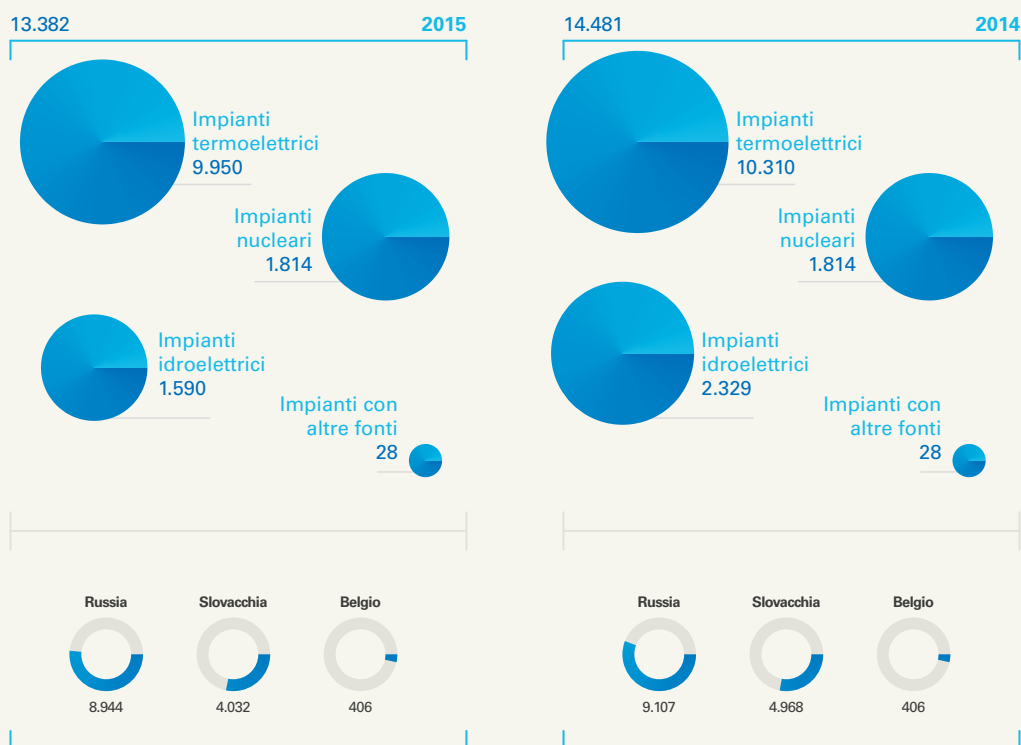 13.382
2015
Impianti
termoelettrici
9.950
Impianti
nucleari
1.814
Impianti
idroelettrici
1.590
Impianti con
altre fonti
28
Russia
Slovacchia
Belgio
8.944
4.032
406
14.481
2014
Impianti
termoelettrici
10.310
Impianti
nucleari
1.814
Impianti
idroelettrici
2.329
Impianti con
altre fonti
28
Russia
Slovacchia
Belgio
9.107
4.968
406